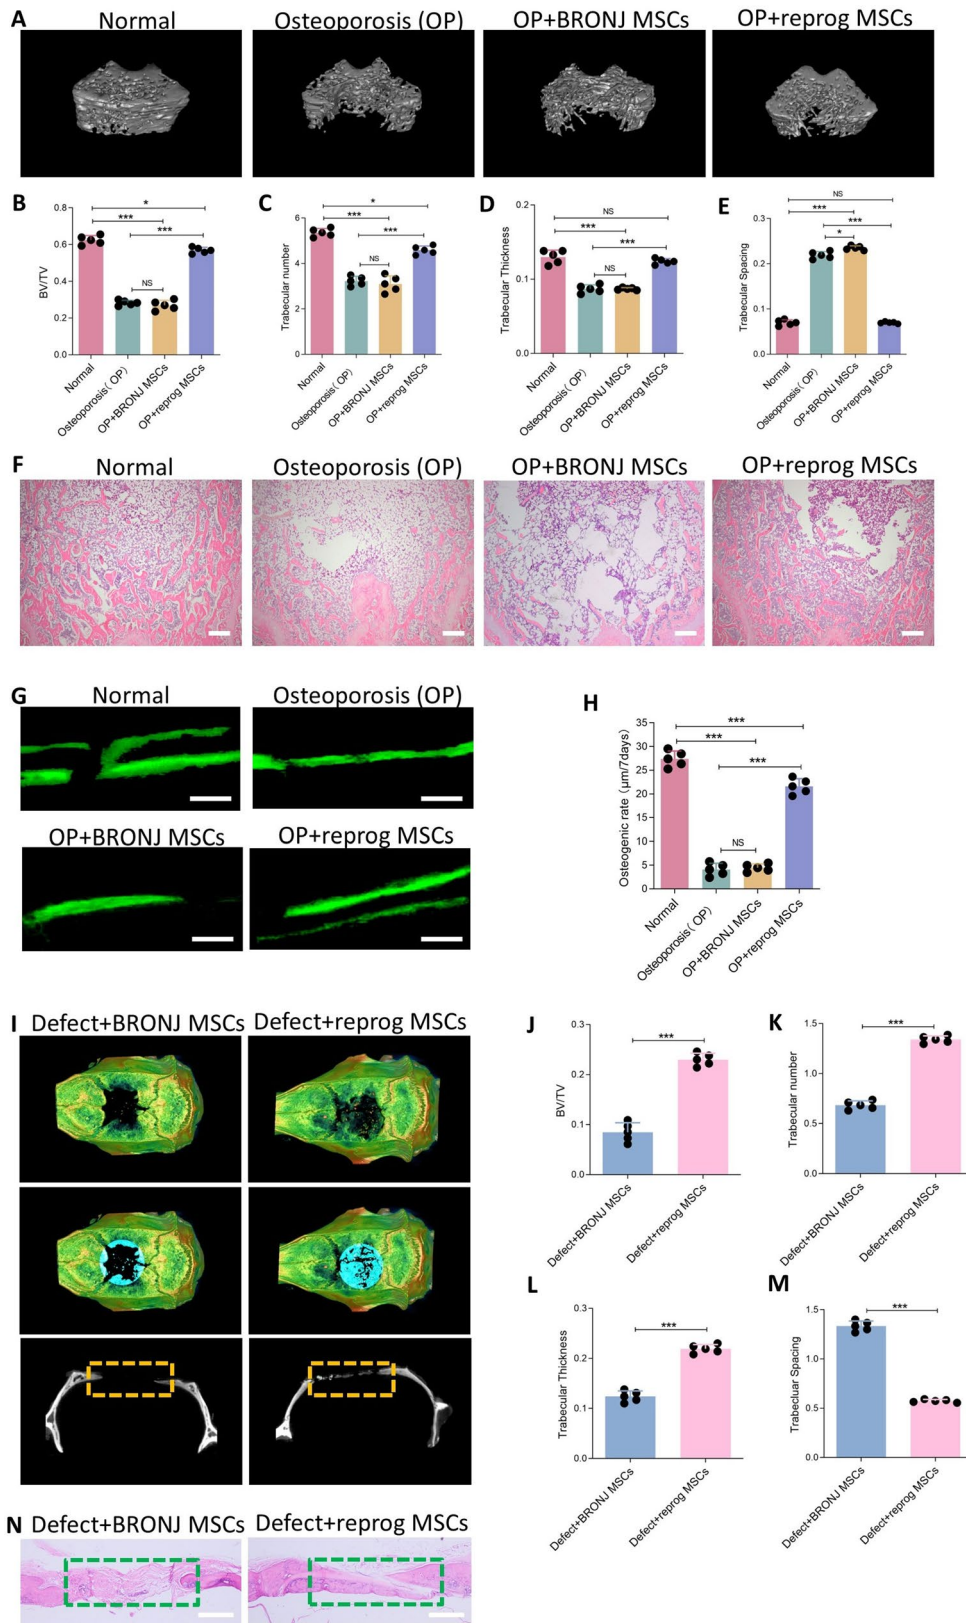 A
Normal
Osteoporosis (OP)
OP+BRONJ MSCs
OP+reprog MSCs
B
BV/TV
0.8
0.6
0.4
0.2
0.0
*
***
***
NS
Normal
Osteoporosis( OP)
OP+BRONJ MSCs
OP+reprog MSCs
C
Trabecular number
6
4
2
0
*
***
***
NS
Normal
Osteoporosis( OP)
OP+BRONJ MSCs
OP+reprog MSCs
D
Trabecular Thickness
0.2
0.1
0.0
NS
***
***
NS
Normal
Osteoporosis( OP)
OP+BRONJ MSCs
OP+reprog MSCs
E
Trabecular Spacing
0.3
0.2
0.1
0.0
NS
***
***
*
Normal
Osteoporosis( OP)
OP+BRONJ MSCs
OP+reprog MSCs
F
Normal
Osteoporosis (OP)
OP+BRONJ MSCs
OP+reprog MSCs
G
Normal
Osteoporosis (OP)
OP+BRONJ MSCs
OP+reprog MSCs
H
Osteogenic rate (μm/7days)
35
30
25
20
15
10
5
0
***
***
***
NS
Normal
Osteoporosis( OP)
OP+BRONJ MSCs
OP+reprog MSCs
I
Defect+BRONJ MSCs
Defect+reprog MSCs
J
BV/TV
0.3
0.2
0.1
0.0
***
Defect+BRONJ MSCs
Defect+reprog MSCs
K
Trabecular number
1.5
1.0
0.5
0.0
***
Defect+BRONJ MSCs
Defect+reprog MSCs
L
Trabecular Thickness
0.3
0.2
0.1
0.0
***
Defect+BRONJ MSCs
Defect+reprog MSCs
M
Trabecluar Spacing
1.5
1.0
0.5
0.0
***
Defect+BRONJ MSCs
Defect+reprog MSCs
N
Defect+BRONJ MSCs
Defect+reprog MSCs